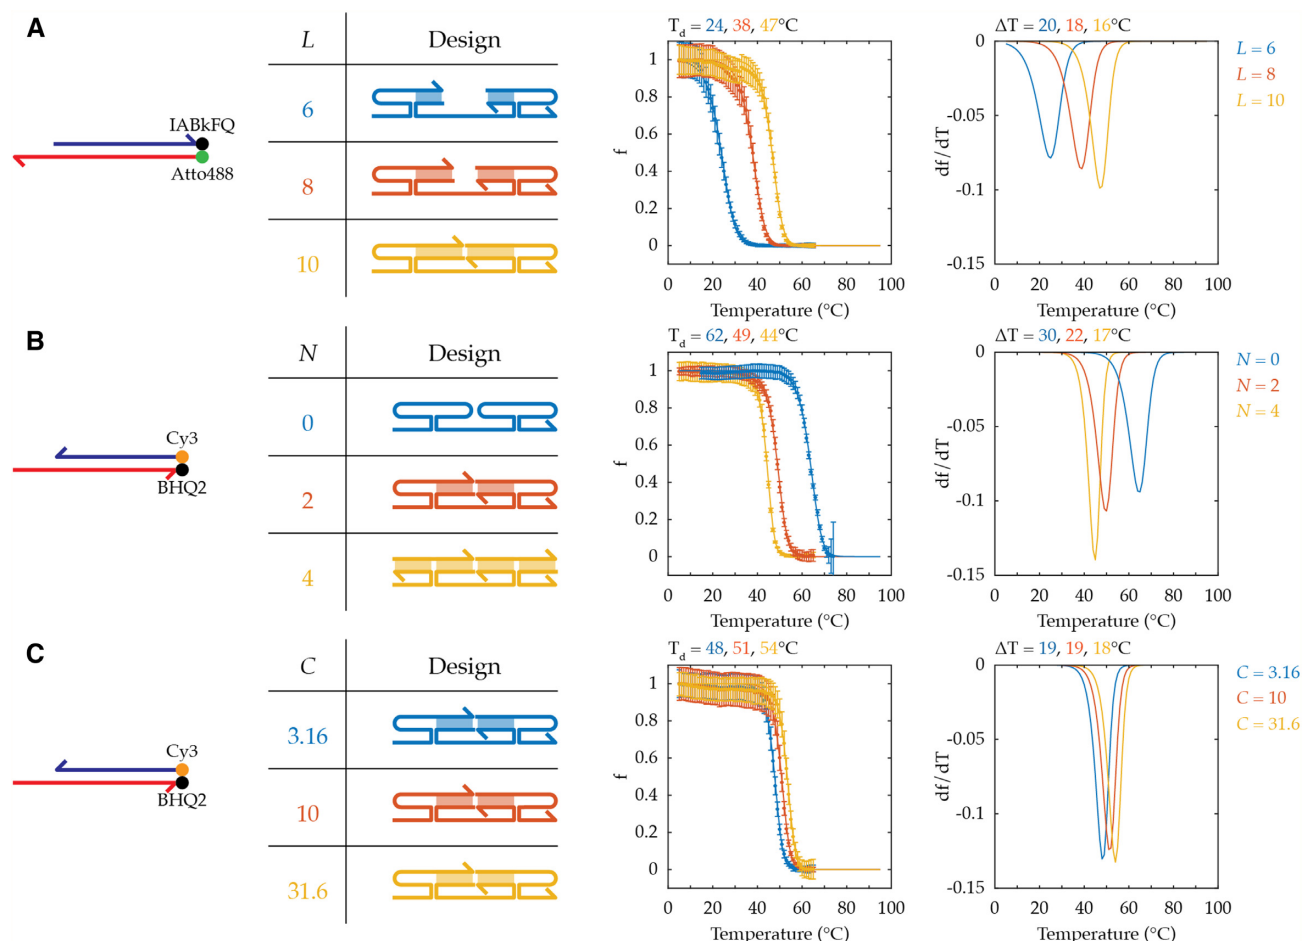 A
L Design
6
8
10
IABkFQ
Atto488
T_d = 24, 38, 47°C
1
0.8
0.6
0.4
0.2
0
f
0 20 40 60 80 100
Temperature (°C)
ΔT = 20, 18, 16°C
0
-0.05
-0.1
-0.15
df/dT
0 20 40 60 80 100
Temperature (°C)
L = 6
L = 8
L = 10
B
N Design
0
2
4
Cy3
BHQ2
T_d = 62, 49, 44°C
1
0.8
0.6
0.4
0.2
0
f
0 20 40 60 80 100
Temperature (°C)
ΔT = 30, 22, 17°C
0
-0.05
-0.1
-0.15
df/dT
0 20 40 60 80 100
Temperature (°C)
N = 0
N = 2
N = 4
C
C Design
3.16
10
31.6
Cy3
BHQ2
T_d = 48, 51, 54°C
1
0.8
0.6
0.4
0.2
0
f
0 20 40 60 80 100
Temperature (°C)
ΔT = 19, 19, 18°C
0
-0.05
-0.1
-0.15
df/dT
0 20 40 60 80 100
Temperature (°C)
C = 3.16
C = 10
C = 31.6